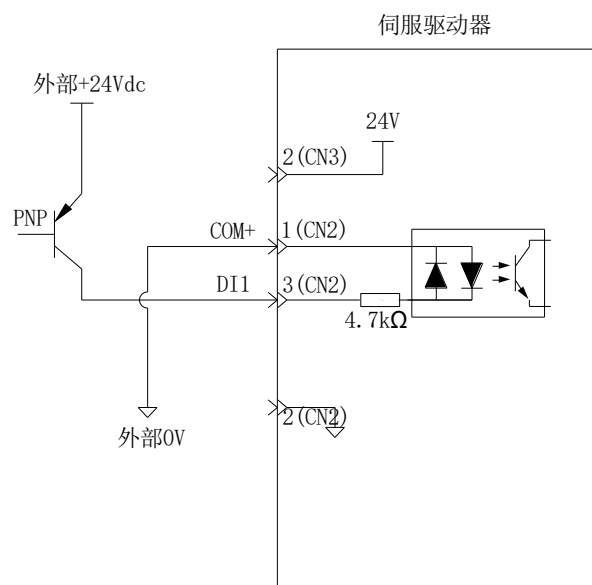 伺服驱动器
外部+24Vdc
24V
2(CN3)
PNP
COM+
1(CN2)
DI1
3(CN2)
4.7kΩ
2(CN2)
外部0V